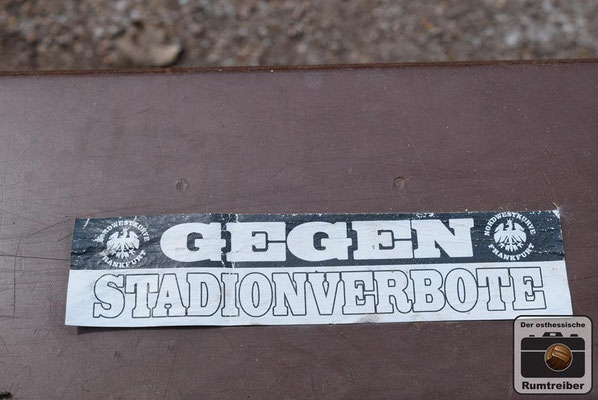 NORDWESTKURVE
FRANKFURT
GEGEN
NORDWESTKURVE
FRANKFURT
STADIONVERBOTE
Der osthessische
Rumtreiber